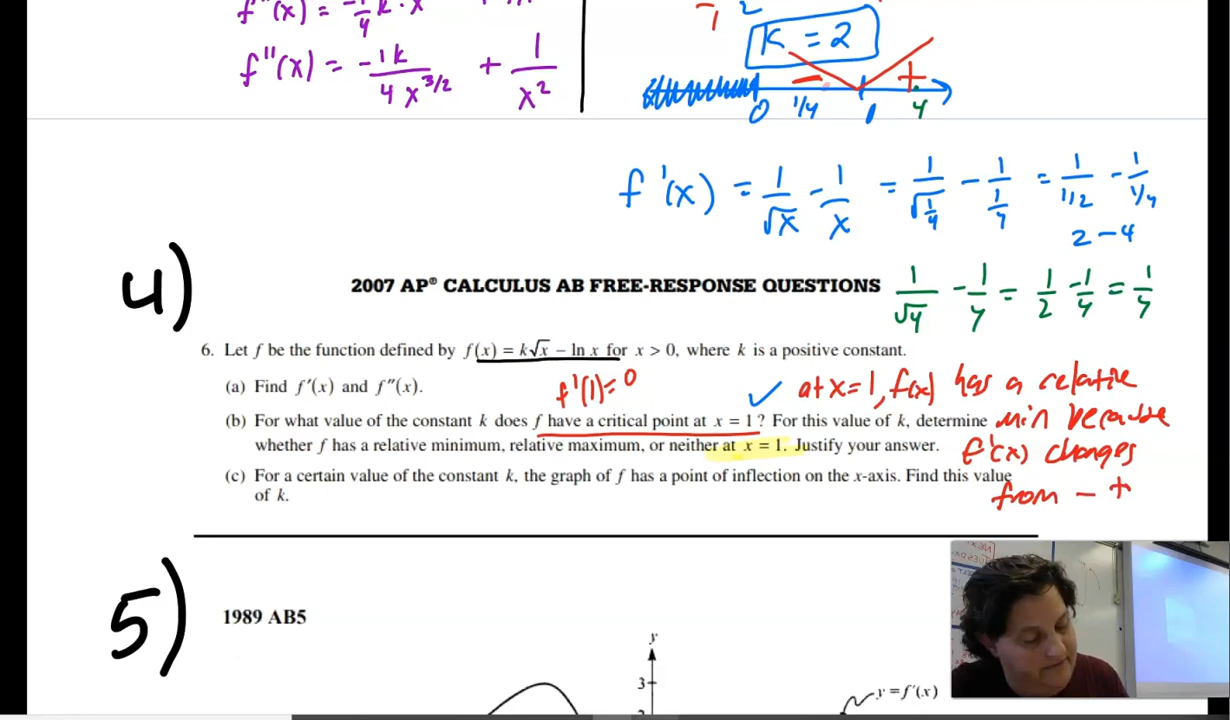 f''(x) = -1/4 k · x
f''(x) = -1k / 4x^{3/2} + 1/x^2
K = 2
- +
0 1/4 1 4
f'(x) = 1/√x - 1/x = 1/√(1/4) - 1/(1/4) = 1/(1/2) - 1/(1/4)
2 - 4
4)
2007 AP® CALCULUS AB FREE-RESPONSE QUESTIONS
1/√4 - 1/4 = 1/2 - 1/4 = 1/4
6. Let f be the function defined by f(x) = k√x − ln x for x > 0, where k is a positive constant.
(a) Find f′(x) and f″(x).
f'(1)=0
(b) For what value of the constant k does f have a critical point at x = 1? For this value of k, determine
whether f has a relative minimum, relative maximum, or neither at x = 1. Justify your answer.
(c) For a certain value of the constant k, the graph of f has a point of inflection on the x-axis. Find this value
of k.
✓ at x=1, f(x) has a relative
min because
f'(x) changes
from - +
5)
1989 AB5
y
3
y = f′(x)